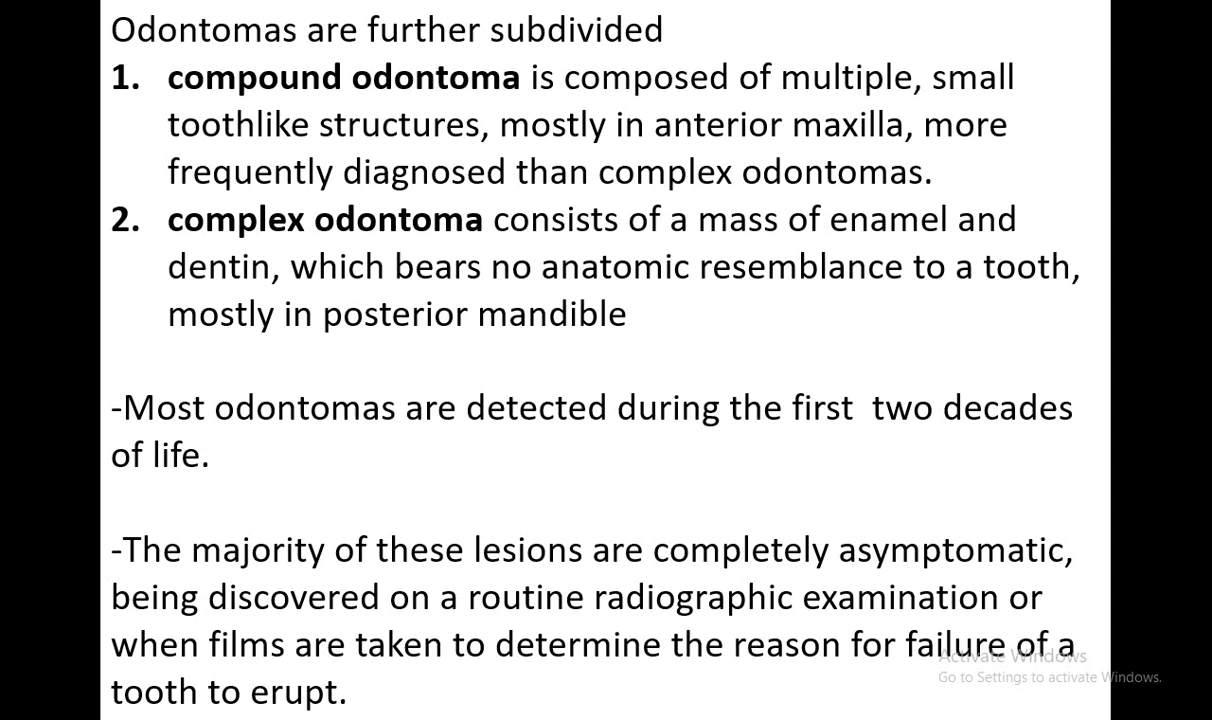 Odontomas are further subdivided
1. compound odontoma is composed of multiple, small
toothlike structures, mostly in anterior maxilla, more
frequently diagnosed than complex odontomas.
2. complex odontoma consists of a mass of enamel and
dentin, which bears no anatomic resemblance to a tooth,
mostly in posterior mandible
-Most odontomas are detected during the first  two decades
of life.
-The majority of these lesions are completely asymptomatic,
being discovered on a routine radiographic examination or
when films are taken to determine the reason for failure of a
tooth to erupt.
Activate Windows
Go to Settings to activate Windows.